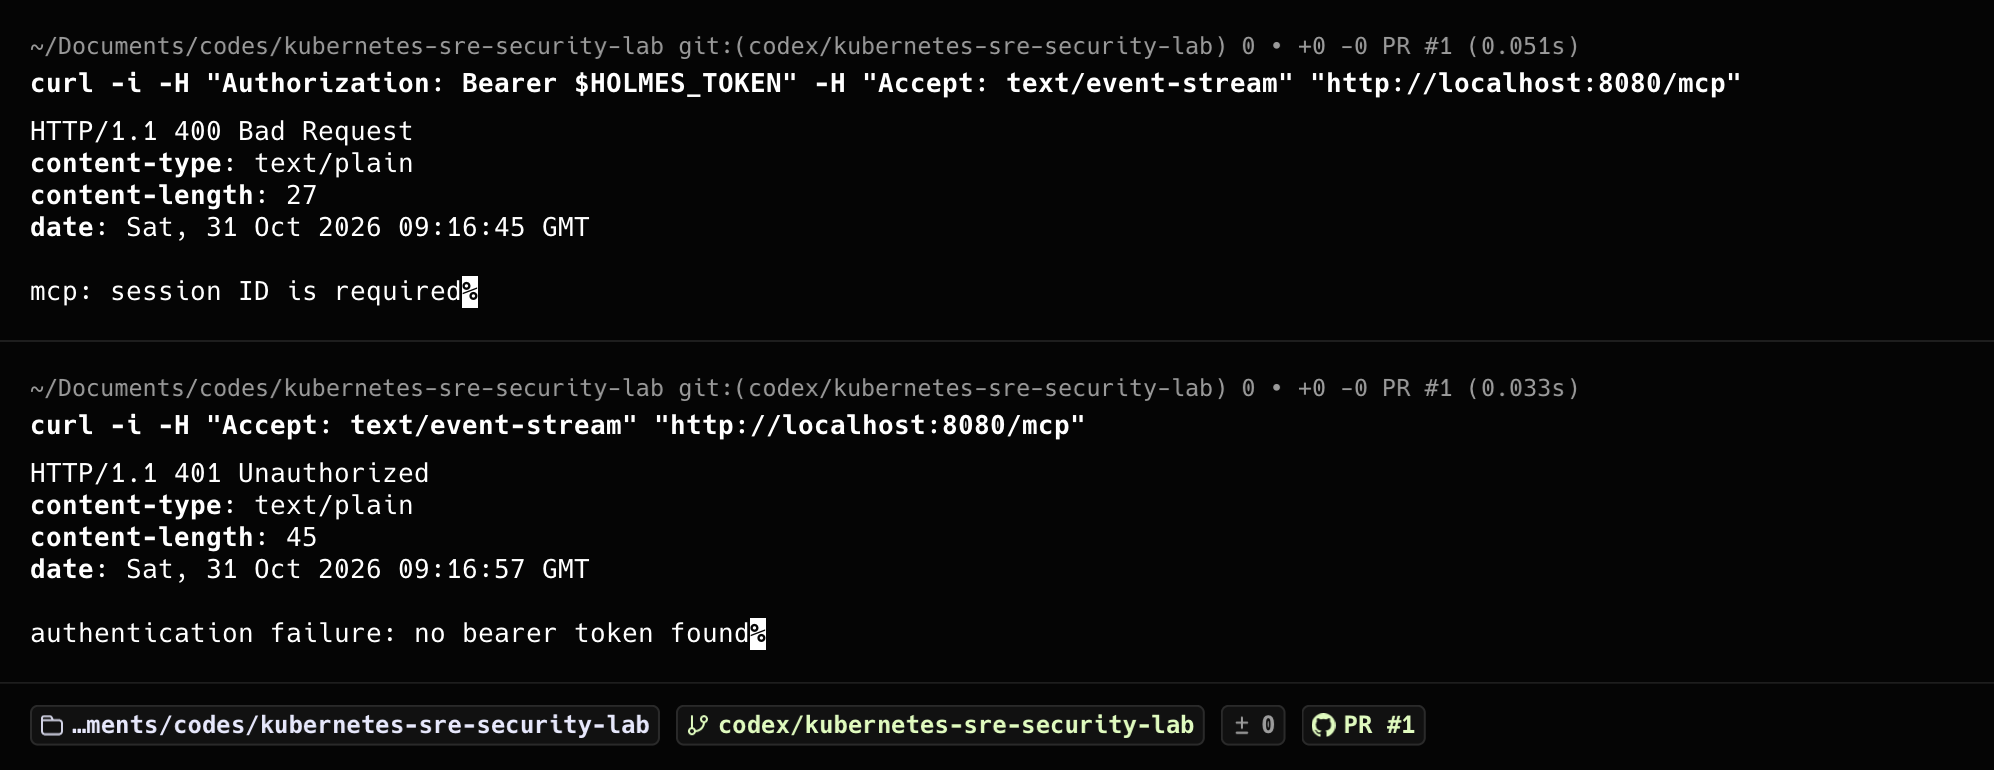 ~/Documents/codes/kubernetes-sre-security-lab git:(codex/kubernetes-sre-security-lab) 0 • +0 -0 PR #1 (0.051s)
curl -i -H "Authorization: Bearer $HOLMES_TOKEN" -H "Accept: text/event-stream" "http://localhost:8080/mcp"
HTTP/1.1 400 Bad Request
content-type: text/plain
content-length: 27
date: Sat, 31 Oct 2026 09:16:45 GMT
mcp: session ID is required%
~/Documents/codes/kubernetes-sre-security-lab git:(codex/kubernetes-sre-security-lab) 0 • +0 -0 PR #1 (0.033s)
curl -i -H "Accept: text/event-stream" "http://localhost:8080/mcp"
HTTP/1.1 401 Unauthorized
content-type: text/plain
content-length: 45
date: Sat, 31 Oct 2026 09:16:57 GMT
authentication failure: no bearer token found%
…ments/codes/kubernetes-sre-security-lab codex/kubernetes-sre-security-lab ± 0 PR #1